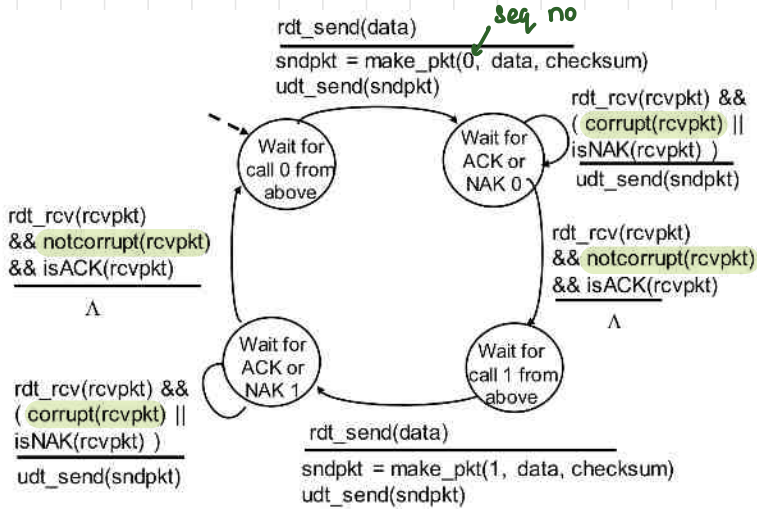 seq no
rdt_send(data)
sndpkt = make_pkt(0, data, checksum)
udt_send(sndpkt)
Wait for
call 0 from
above
Wait for
ACK or
NAK 0
rdt_rcv(rcvpkt) &&
( corrupt(rcvpkt) ||
isNAK(rcvpkt) )
udt_send(sndpkt)
rdt_rcv(rcvpkt)
&& notcorrupt(rcvpkt)
&& isACK(rcvpkt)
Λ
rdt_rcv(rcvpkt)
&& notcorrupt(rcvpkt)
&& isACK(rcvpkt)
Λ
Wait for
ACK or
NAK 1
Wait for
call 1 from
above
rdt_rcv(rcvpkt) &&
( corrupt(rcvpkt) ||
isNAK(rcvpkt) )
udt_send(sndpkt)
rdt_send(data)
sndpkt = make_pkt(1, data, checksum)
udt_send(sndpkt)